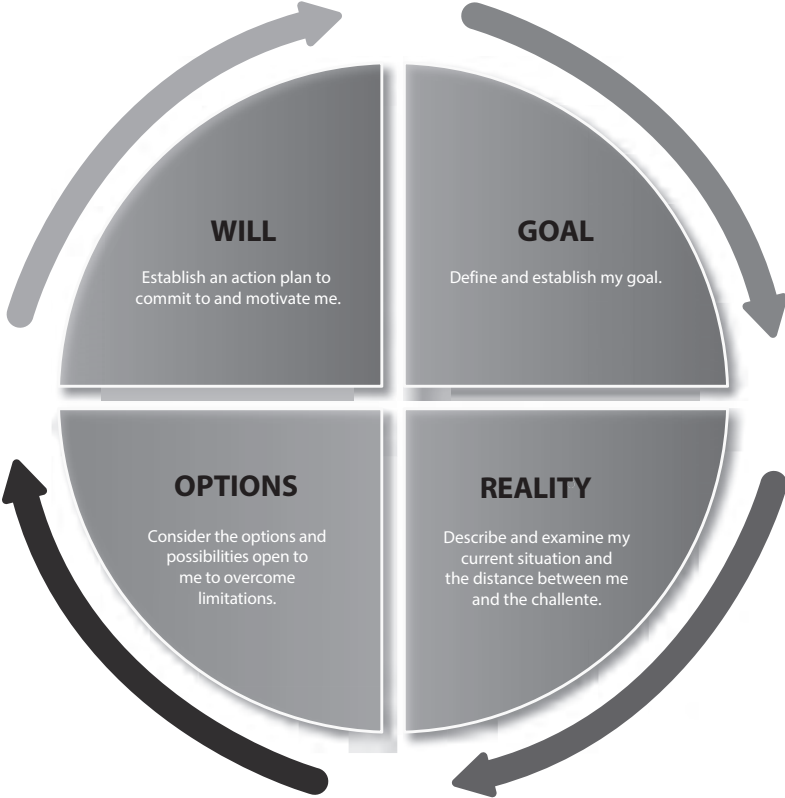 WILL
Establish an action plan to
commit to and motivate me.
GOAL
Define and establish my goal.
OPTIONS
Consider the options and
possibilities open to
me to overcome
limitations.
REALITY
Describe and examine my
current situation and
the distance between me
and the challente.